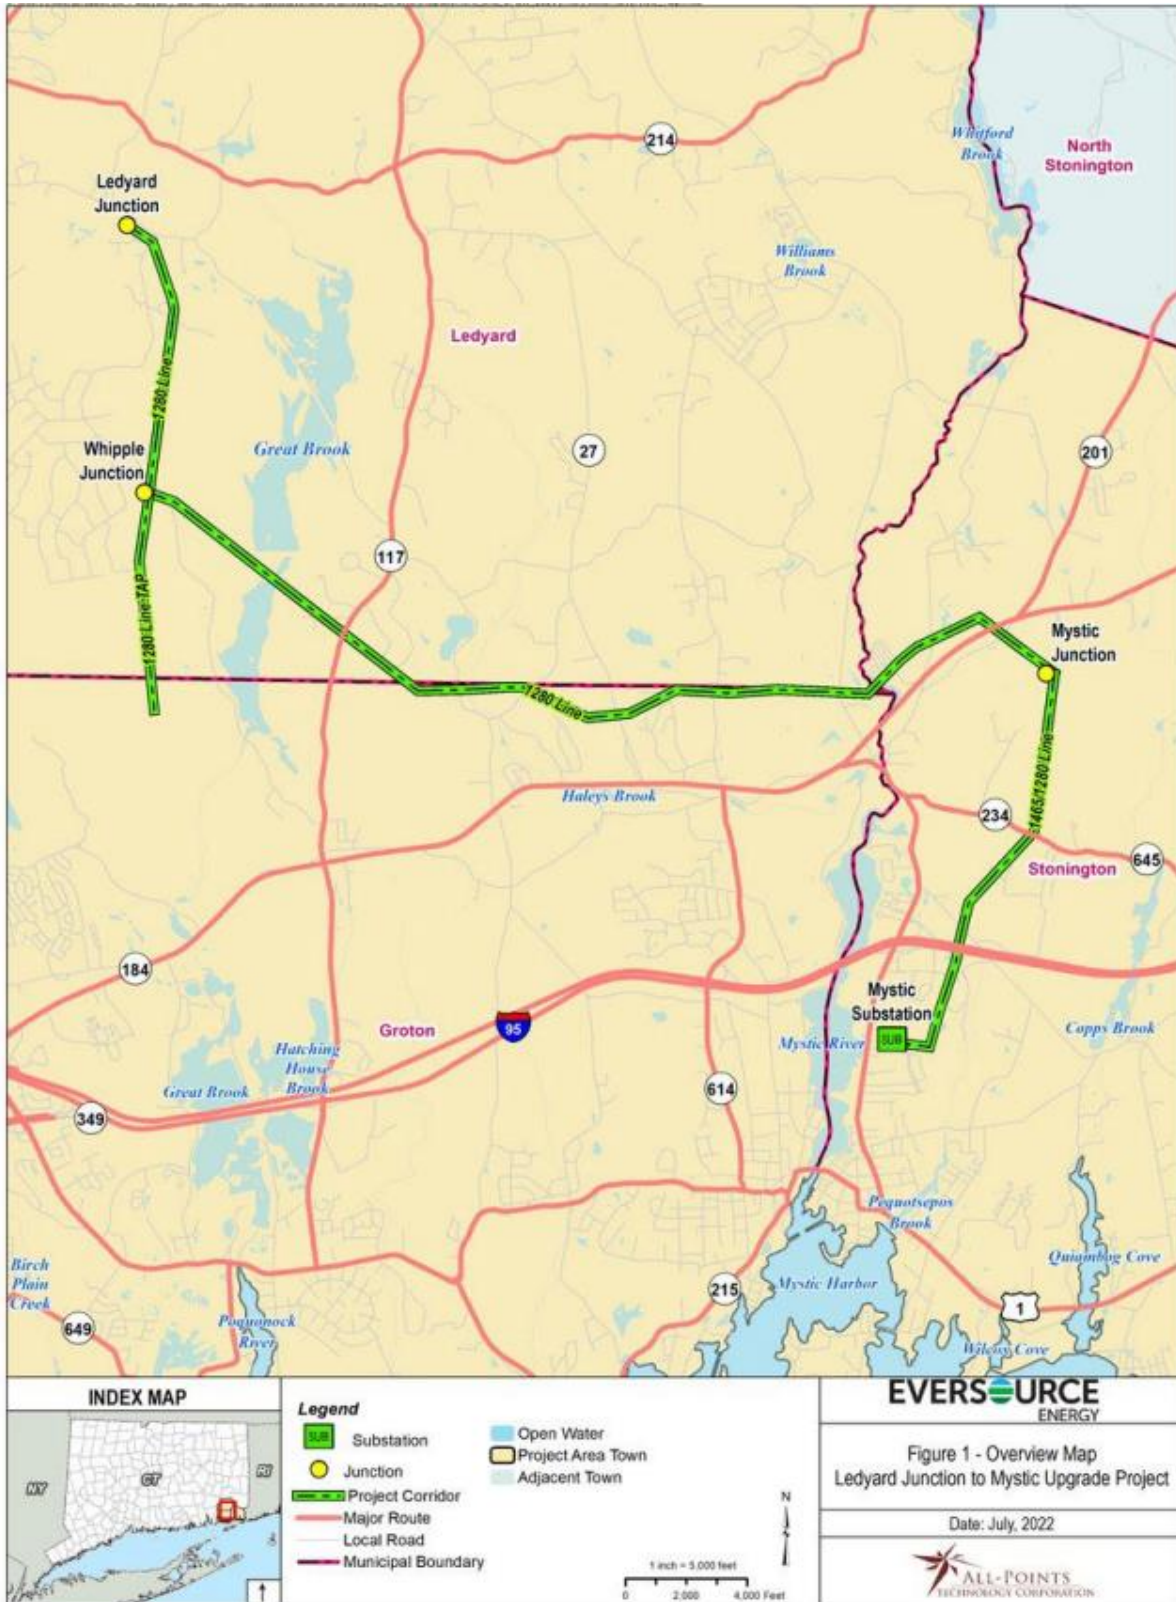 214
Whitford
Brook
North
Stonington
Ledyard
Junction
Williams
Brook
Ledyard
1280 Line
Whipple
Junction
Great Brook
27
201
117
1280 Line TAP
Mystic
Junction
1280 Line
1465/1280 Line
Haleys Brook
234
645
Stonington
184
Mystic
Substation
SUB
Groton
95
Hatching
House
Brook
Mystic River
Copps Brook
Great Brook
614
349
Pequotsepos
Brook
Birch
Plain
Creek
Quiambog Cove
Mystic Harbor
215
1
649
Poquonock
River
Wilcox Cove
INDEX MAP
NY
CT
RI
Legend
SUB Substation
Junction
Project Corridor
Major Route
Local Road
Municipal Boundary
Open Water
Project Area Town
Adjacent Town
N
1 inch = 5,000 feet
0 2,000 4,000 Feet
EVERSOURCE
ENERGY
Figure 1 - Overview Map
Ledyard Junction to Mystic Upgrade Project
Date: July, 2022
ALL-POINTS
TECHNOLOGY CORPORATION